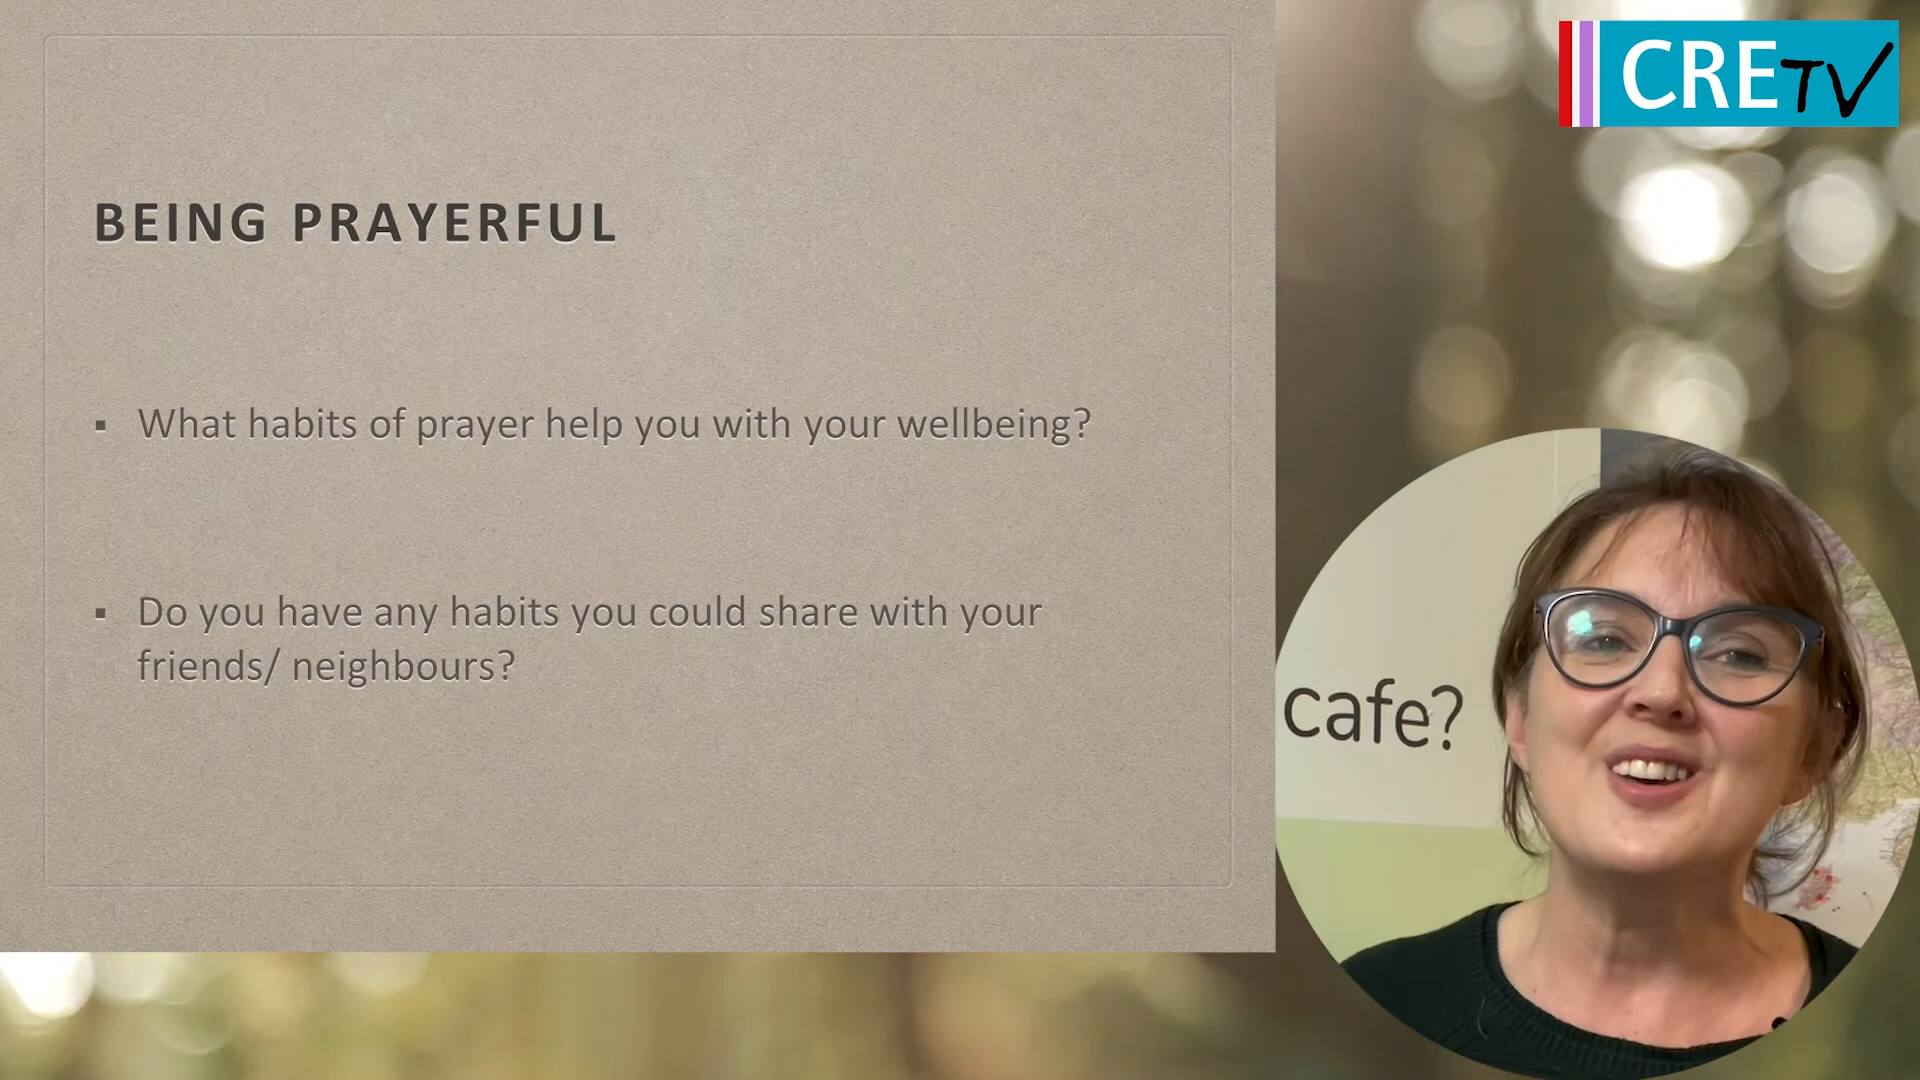 CRETV
BEING PRAYERFUL
▪ What habits of prayer help you with your wellbeing?
▪ Do you have any habits you could share with your
friends/ neighbours?
cafe?